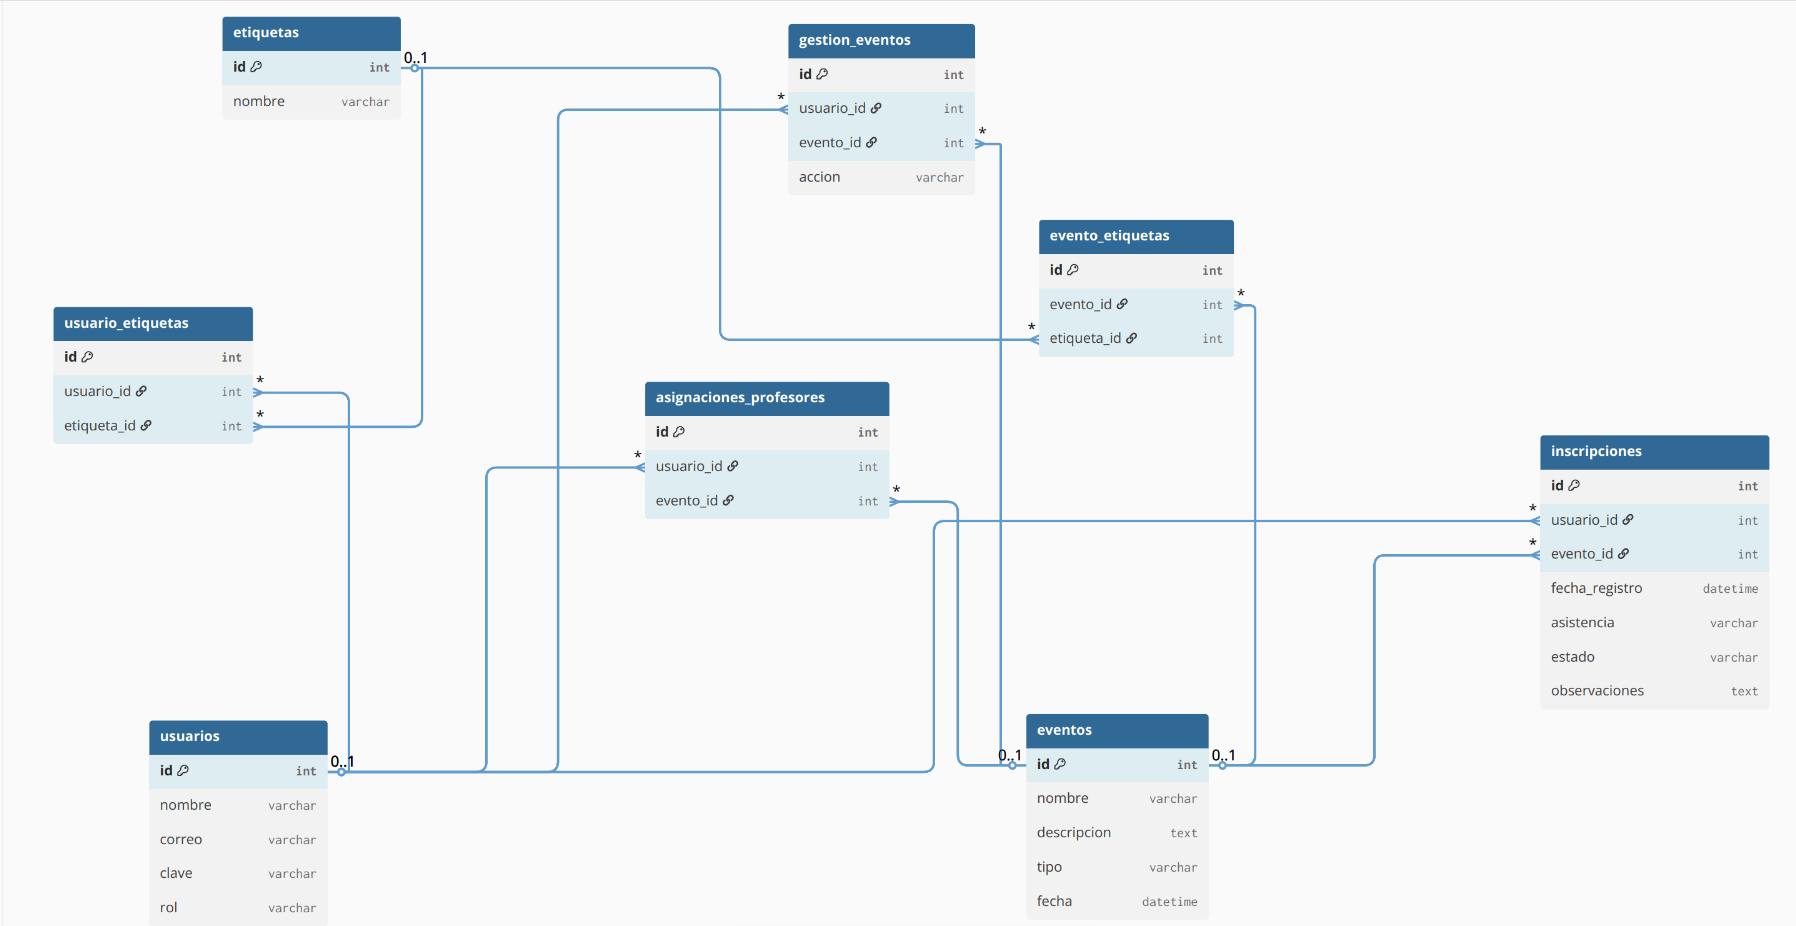 etiquetas
id int
nombre varchar
0..1
gestion_eventos
id int
* usuario_id int
evento_id int *
accion varchar
evento_etiquetas
id int
evento_id int *
* etiqueta_id int
usuario_etiquetas
id int
usuario_id int *
etiqueta_id int *
asignaciones_profesores
id int
* usuario_id int
evento_id int *
inscripciones
id int
* usuario_id int
* evento_id int
fecha_registro datetime
asistencia varchar
estado varchar
observaciones text
usuarios
id int 0..1
nombre varchar
correo varchar
clave varchar
rol varchar
eventos
0..1 id int 0..1
nombre varchar
descripcion text
tipo varchar
fecha datetime